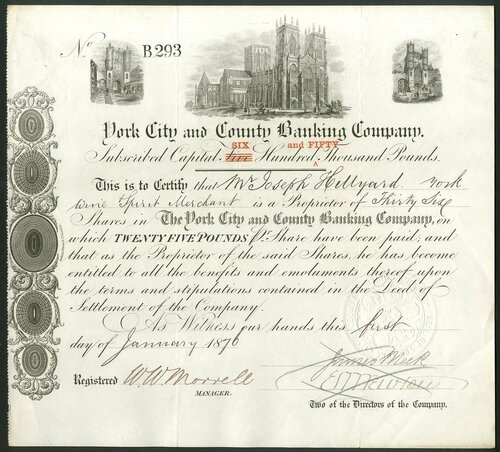 No. B293
York City and County Banking Company.
SIX and FIFTY
Subscribed Capital five Hundred ‸ Thousand Pounds.
This is to Certify that Mr Joseph Hillyard York
Wine Spirit Merchant is a Proprietor of Thirty Six
Shares in The York City and County Banking Company, on
which TWENTY FIVE POUNDS Pr. Share have been paid, and
that as the Proprietor of the said Shares, he has become
entitled to all the benefits and emoluments thereof upon
the terms and stipulations contained in the Deed of
Settlement of the Company.
As Witness our hands this first
day of January 1876
James Meek
Registered WW Morrell
MANAGER.
Two of the Directors of the Company.